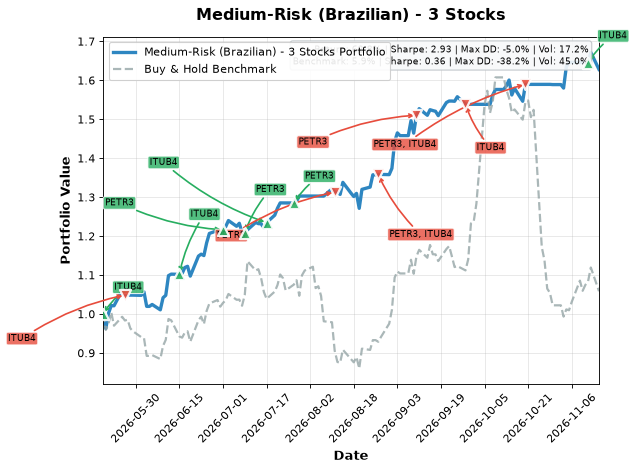 Medium-Risk (Brazilian) - 3 Stocks
Medium-Risk (Brazilian) - 3 Stocks Portfolio
Buy & Hold Benchmark
Sharpe: 2.93 | Max DD: -5.0% | Vol: 17.2%
Benchmark: 5.9% | Sharpe: 0.36 | Max DD: -38.2% | Vol: 45.0%
ITUB4
PETR3
PETR3, ITUB4
ITUB4
ITUB4
PETR3
PETR3
PETR3
ITUB4
PETR3, ITUB4
ITUB4
ITUB4
Portfolio Value
1.7
1.6
1.5
1.4
1.3
1.2
1.1
1.0
0.9
2026-05-30
2026-06-15
2026-07-01
2026-07-17
2026-08-02
2026-08-18
2026-09-03
2026-09-19
2026-10-05
2026-10-21
2026-11-06
Date